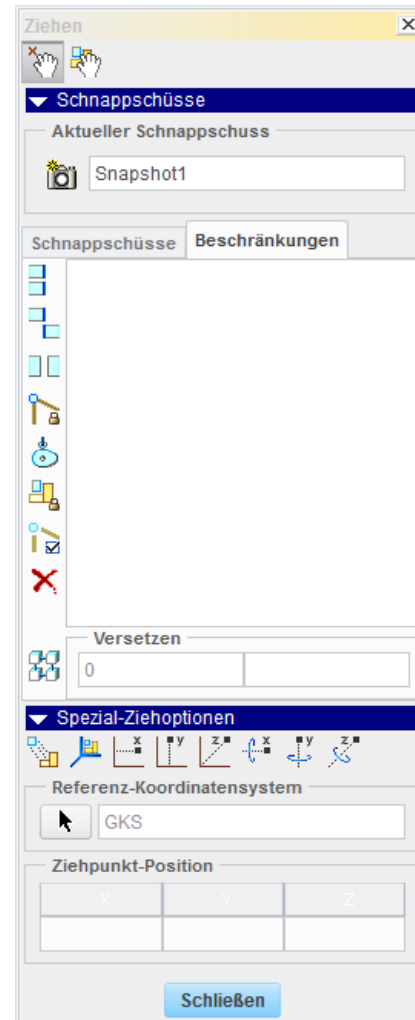 Ziehen
Schnappschüsse
Aktueller Schnappschuss
Snapshot1
Schnappschüsse Beschränkungen
Versetzen
0
Spezial-Ziehoptionen
x y z x y z
Referenz-Koordinatensystem
GKS
Ziehpunkt-Position
X Y Z
Schließen